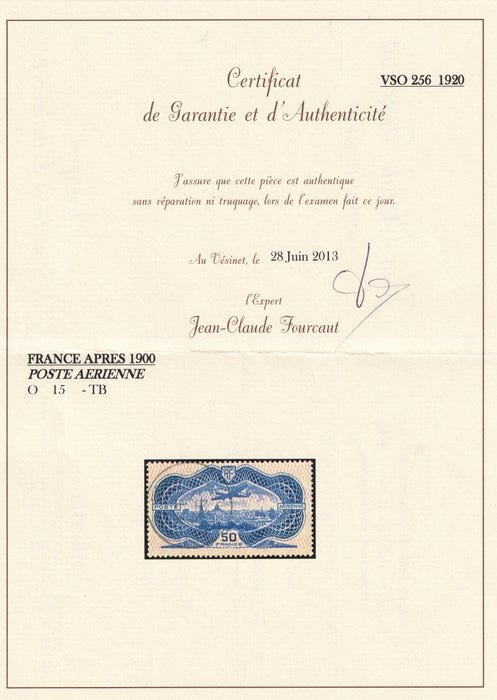 Certificat
VSO 256 1920
de Garantie et d'Authenticité
J'assure que cette pièce est authentique
sans réparation ni truquage, lors de l'examen fait ce jour.
Au Vésinet, le 28 Juin 2013
l'Expert
Jean-Claude Fourcaut
FRANCE APRES 1900
POSTE AERIENNE
O 15 - TB
RF
POSTE AERIENNE
50
FRANCS